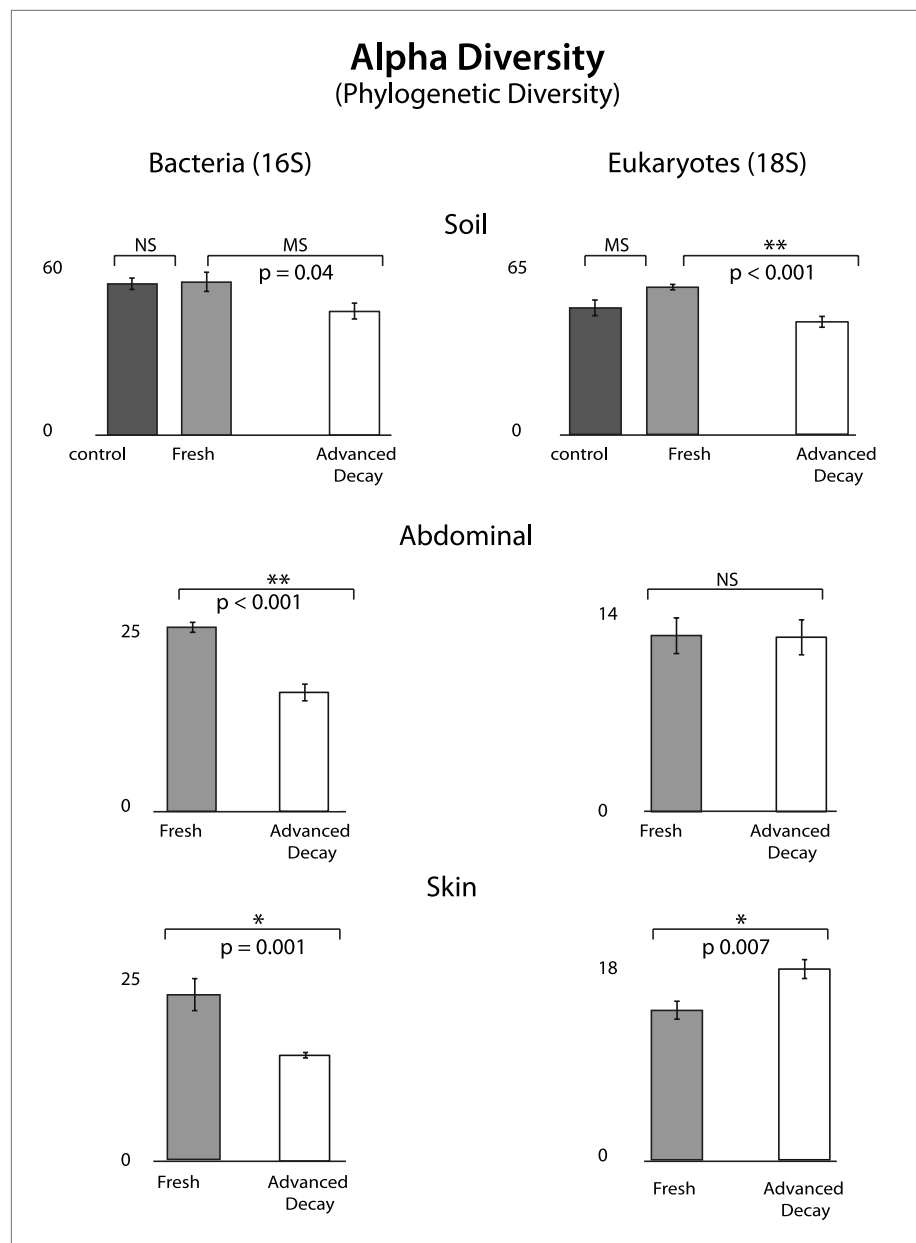 Alpha Diversity
(Phylogenetic Diversity)
Bacteria (16S)
Eukaryotes (18S)
Soil
NS
MS
p = 0.04
60
0
control
Fresh
Advanced
Decay
MS
**
p < 0.001
65
0
control
Fresh
Advanced
Decay
Abdominal
**
p < 0.001
25
0
Fresh
Advanced
Decay
NS
14
0
Fresh
Advanced
Decay
Skin
*
p = 0.001
25
0
Fresh
Advanced
Decay
*
p 0.007
18
0
Fresh
Advanced
Decay